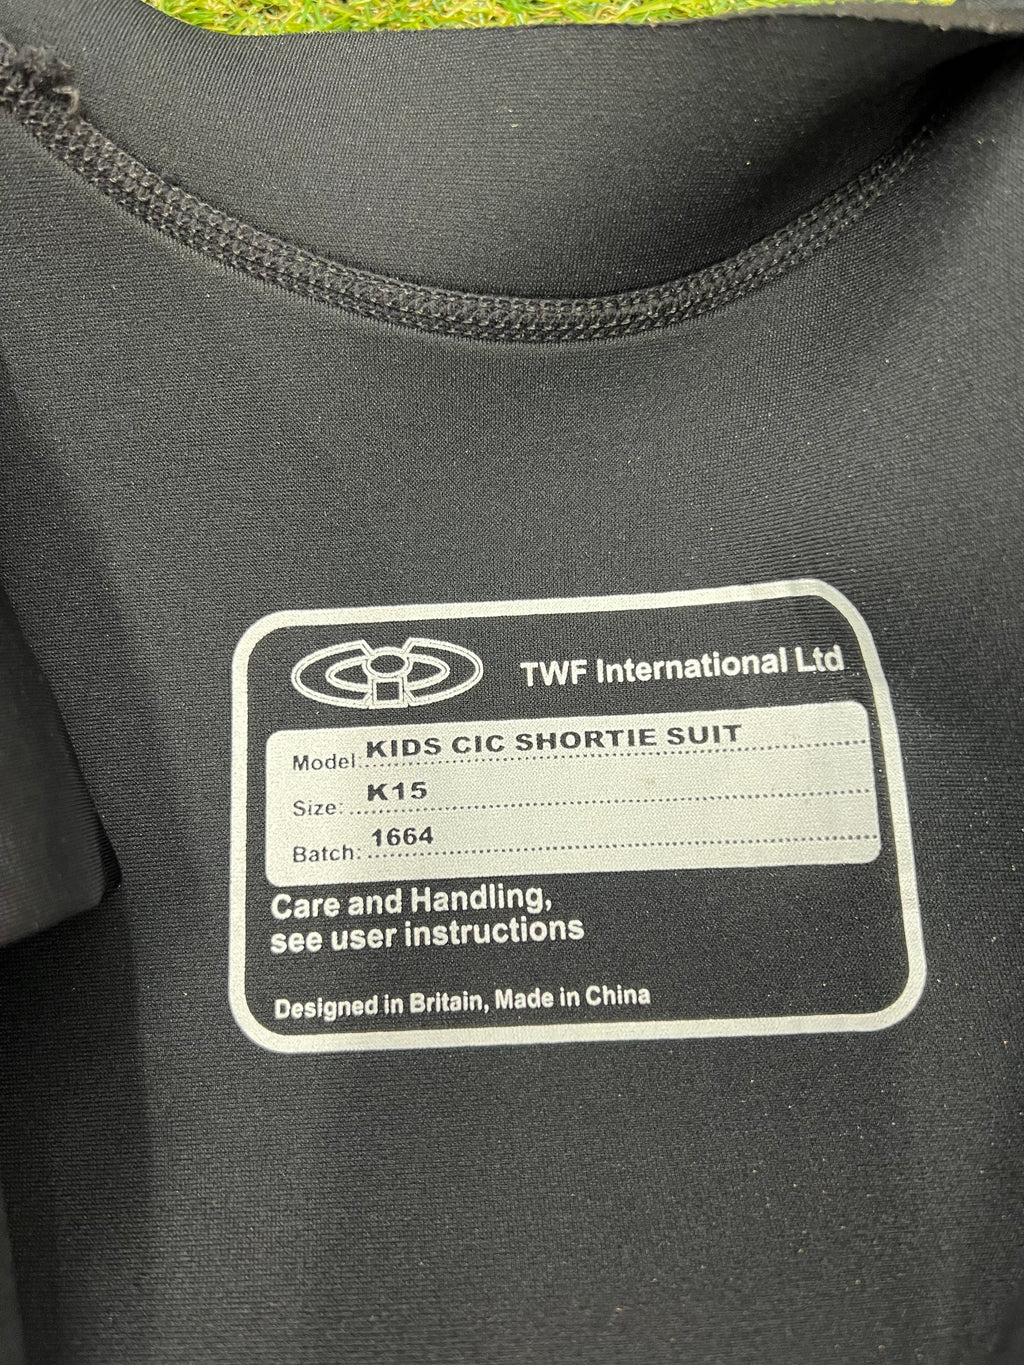 TWF International Ltd
Model: KIDS CIC SHORTIE SUIT
Size: K15
Batch: 1664
Care and Handling,
see user instructions
Designed in Britain, Made in China